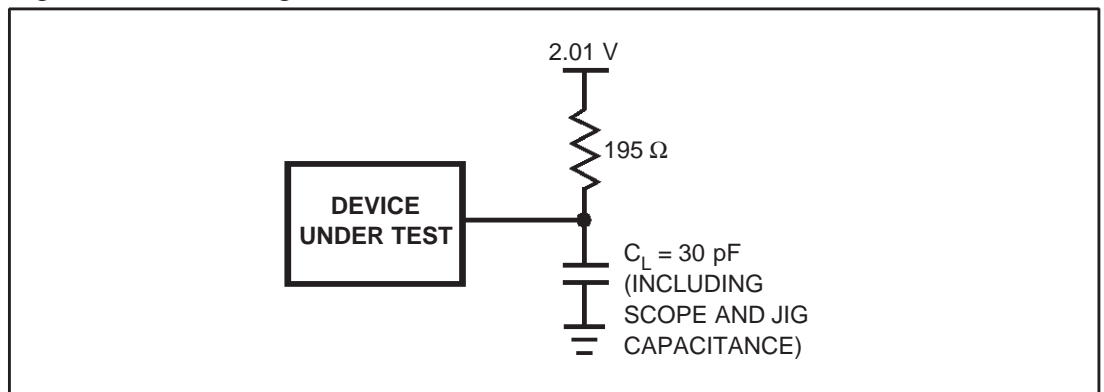 2.01 V
195 Ω
DEVICE
UNDER TEST
C_L = 30 pF
(INCLUDING
SCOPE AND JIG
CAPACITANCE)